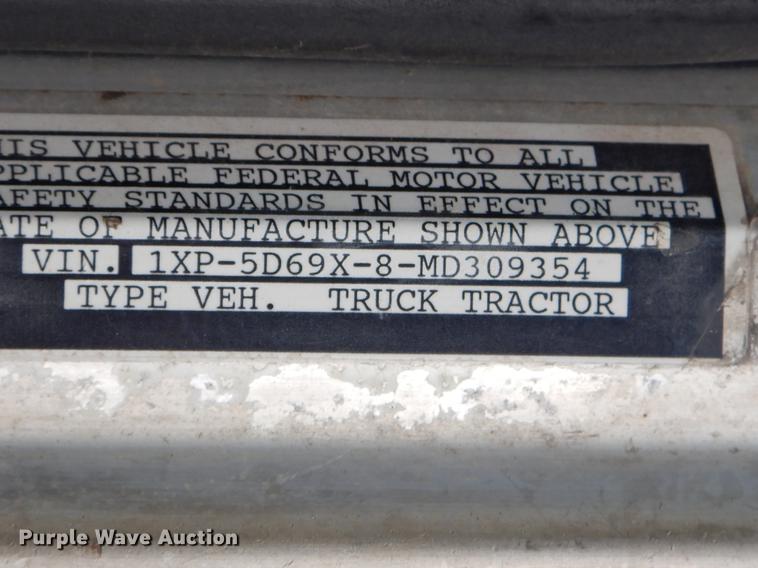 HIS VEHICLE CONFORMS TO ALL
PPLICABLE FEDERAL MOTOR VEHICLE
AFETY STANDARDS IN EFFECT ON THE
ATE OF MANUFACTURE SHOWN ABOVE
VIN. 1XP-5D69X-8-MD309354
TYPE VEH. TRUCK TRACTOR
Purple Wave Auction